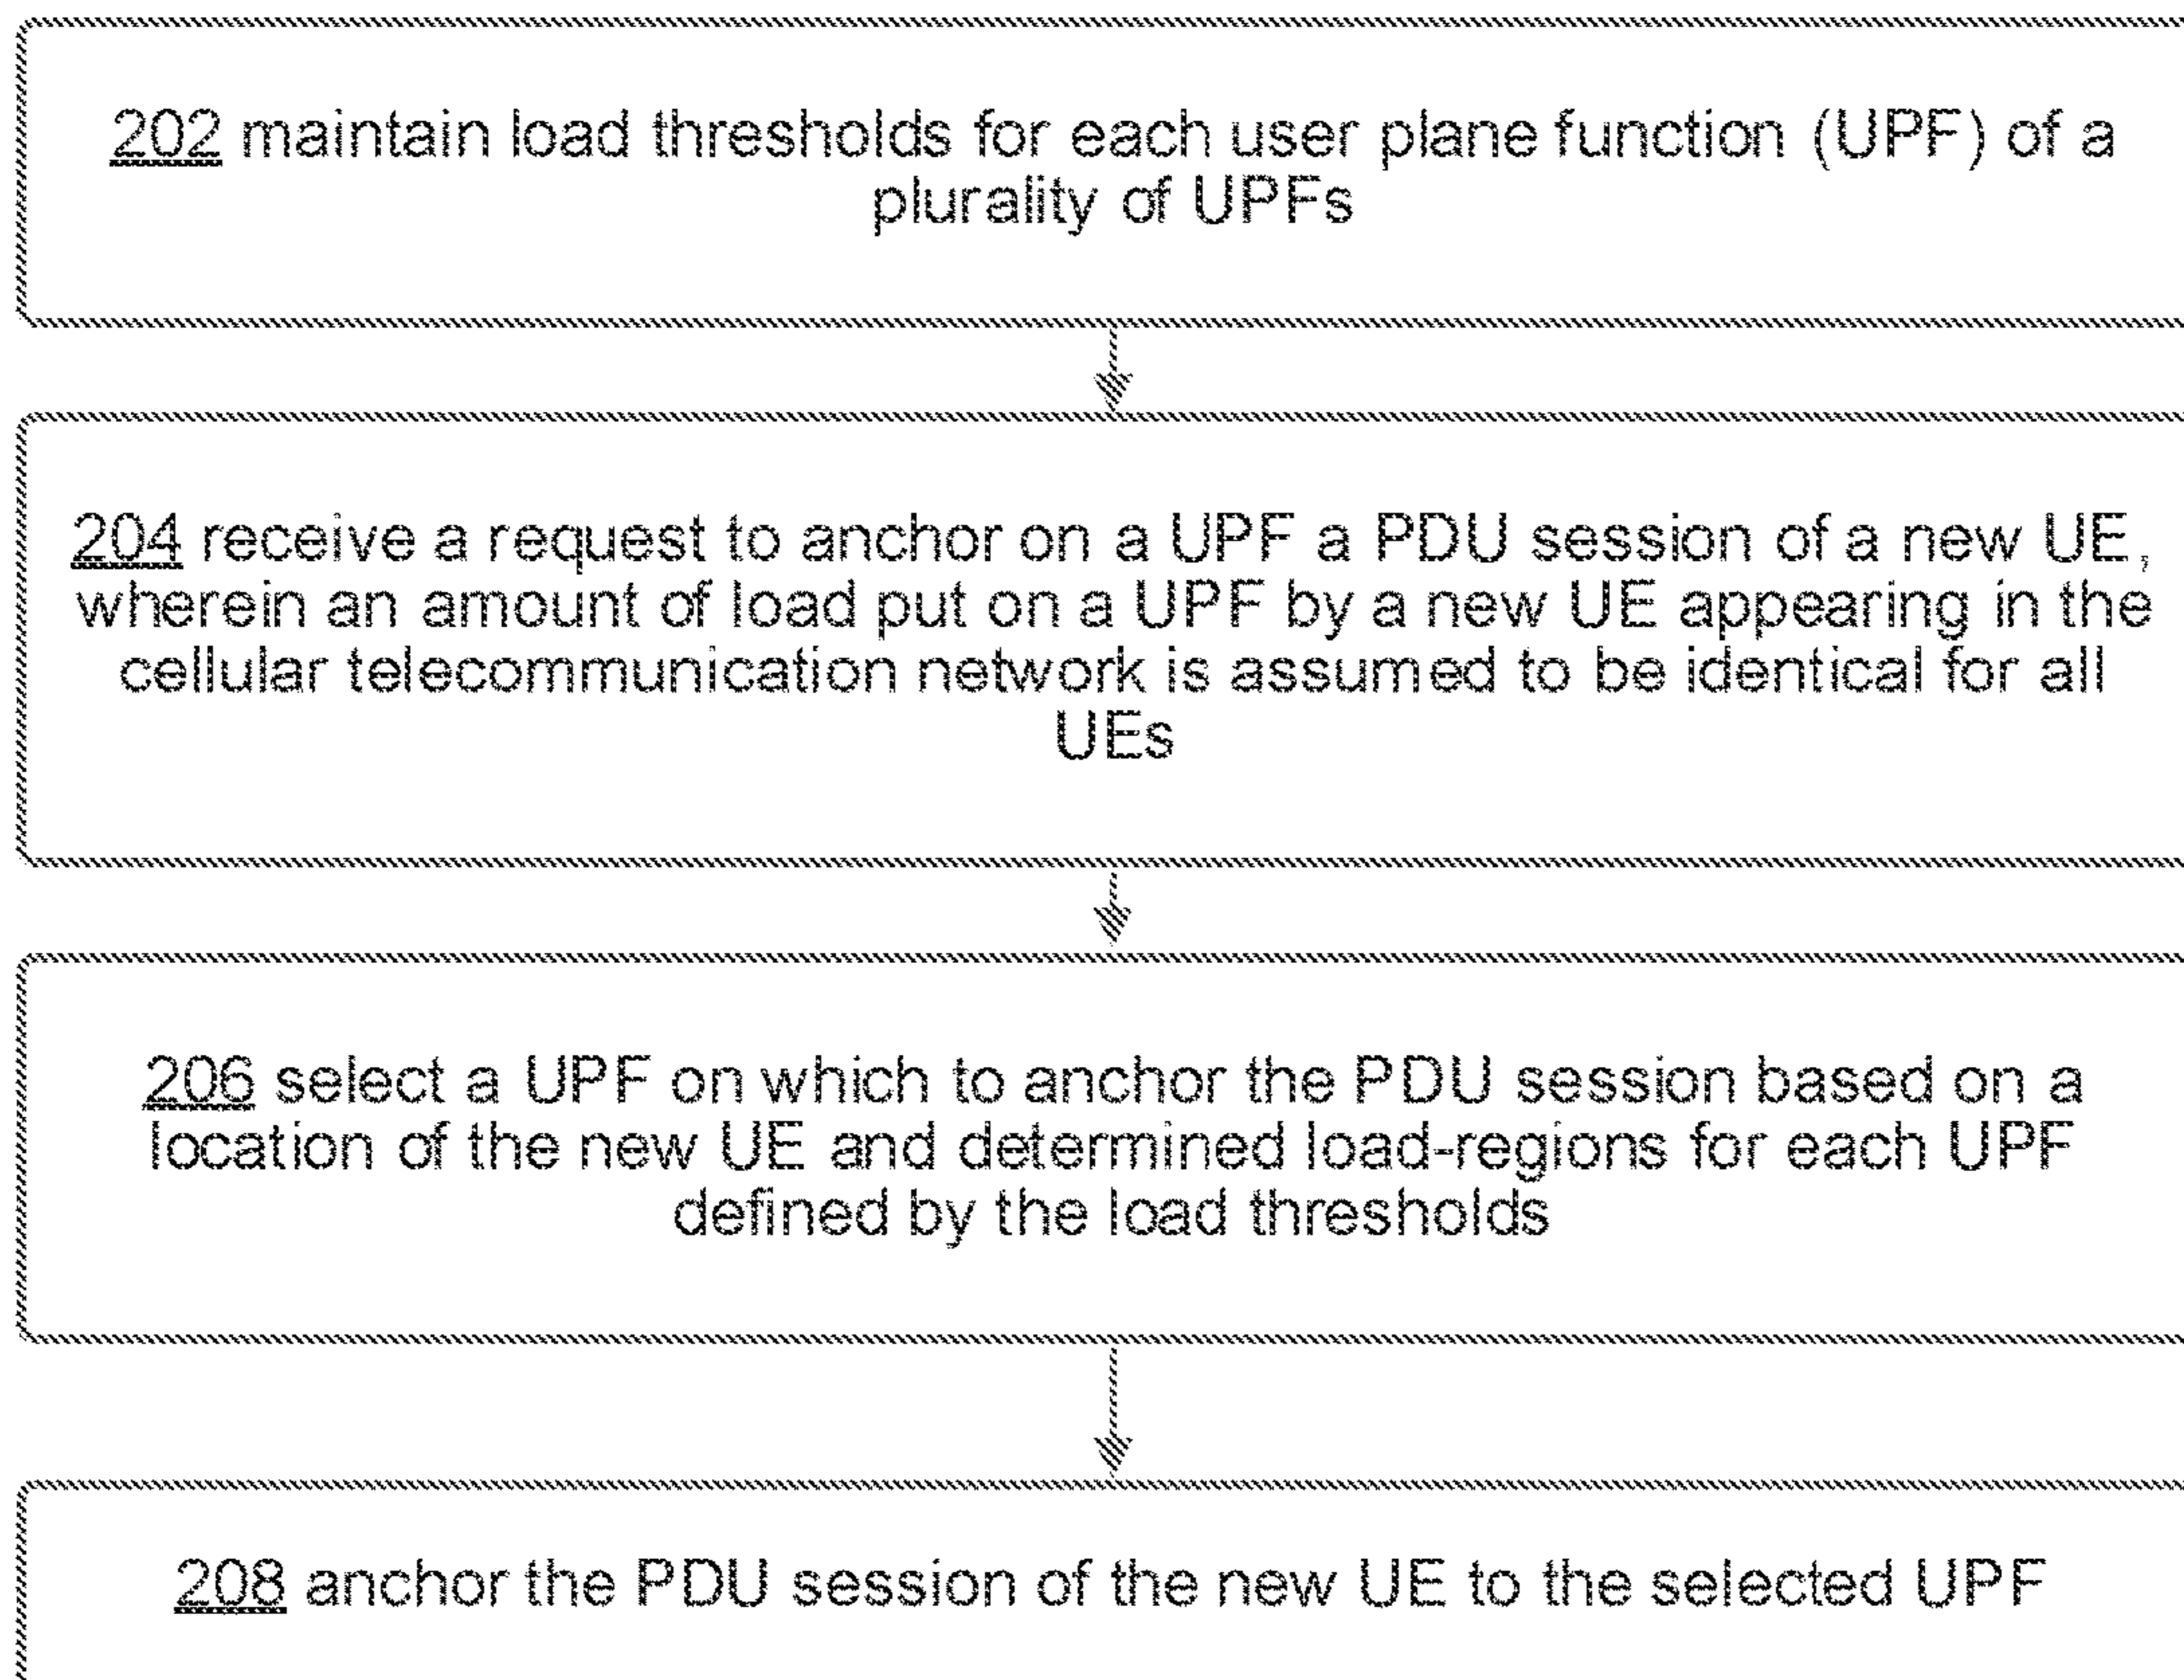 202 maintain load thresholds for each user plane function (UPF) of a
plurality of UPFs
204 receive a request to anchor on a UPF a PDU session of a new UE,
wherein an amount of load put on a UPF by a new UE appearing in the
cellular telecommunication network is assumed to be identical for all
UEs
206 select a UPF on which to anchor the PDU session based on a
location of the new UE and determined load-regions for each UPF
defined by the load thresholds
208 anchor the PDU session of the new UE to the selected UPF